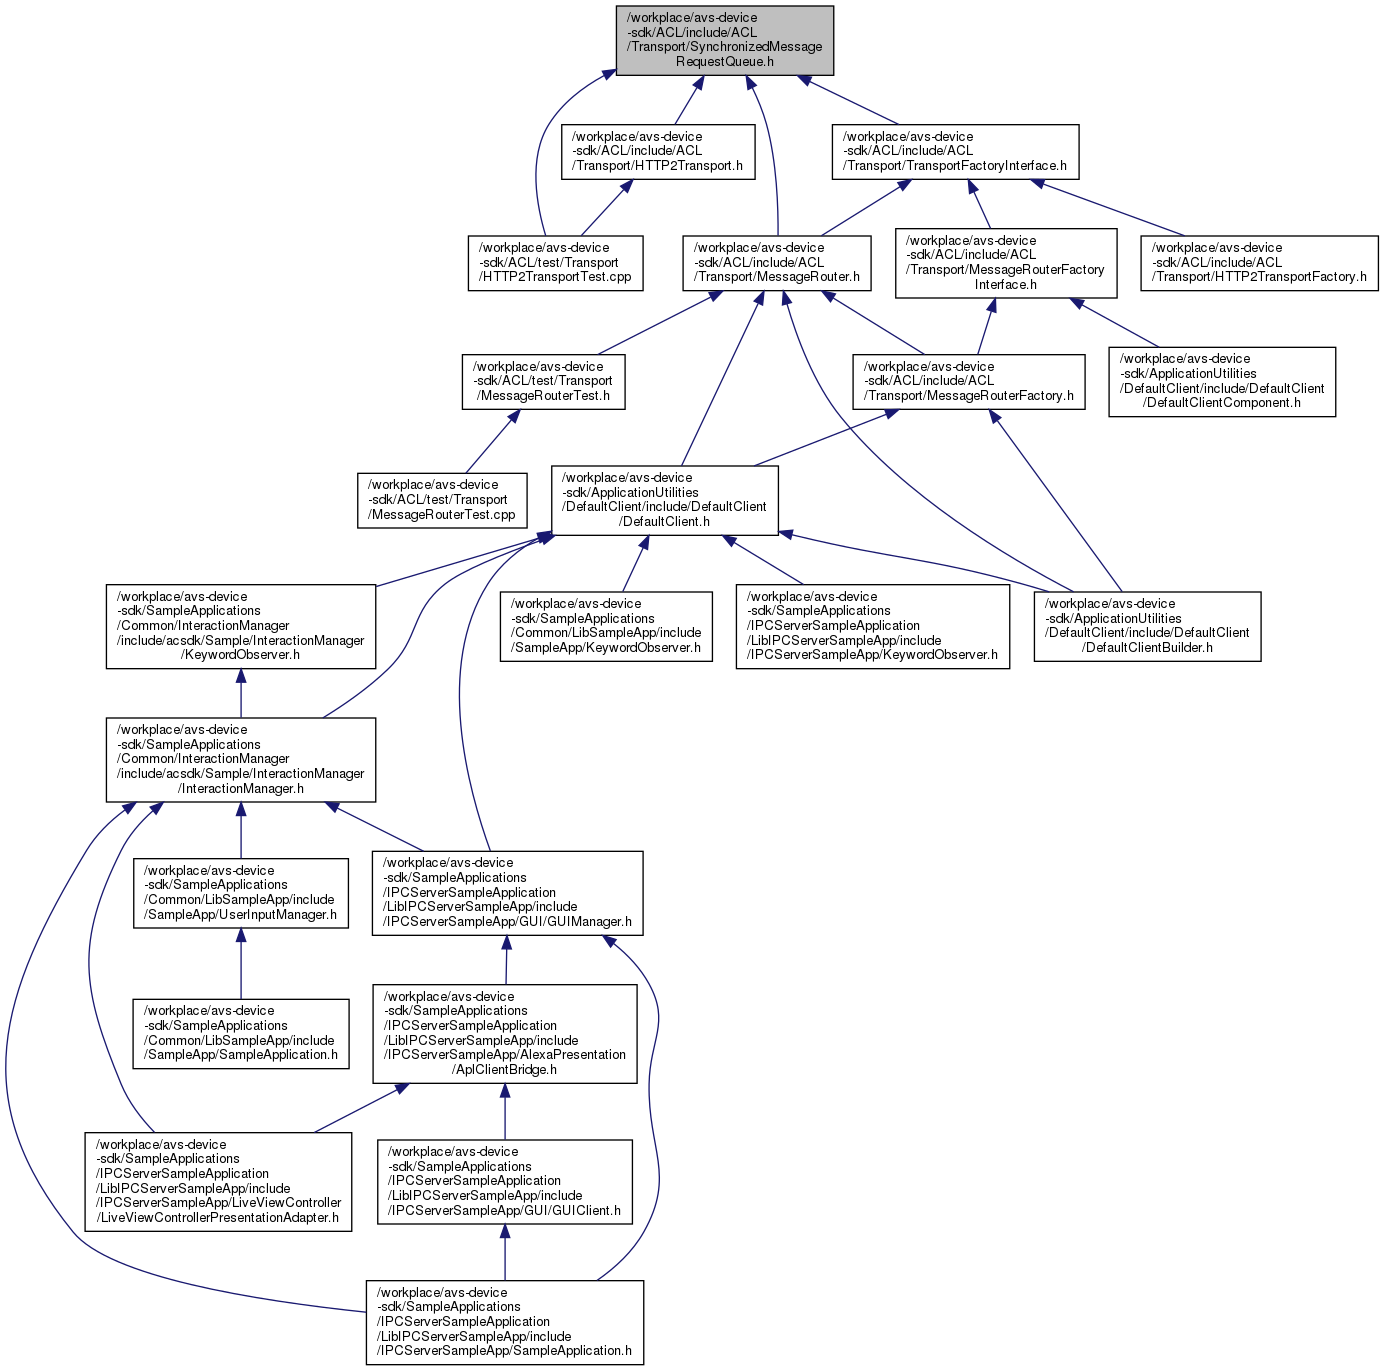 /workplace/avs-device
-sdk/ACL/include/ACL
/Transport/SynchronizedMessage
RequestQueue.h
/workplace/avs-device
-sdk/ACL/include/ACL
/Transport/HTTP2Transport.h
/workplace/avs-device
-sdk/ACL/include/ACL
/Transport/TransportFactoryInterface.h
/workplace/avs-device
-sdk/ACL/test/Transport
/HTTP2TransportTest.cpp
/workplace/avs-device
-sdk/ACL/include/ACL
/Transport/MessageRouter.h
/workplace/avs-device
-sdk/ACL/include/ACL
/Transport/MessageRouterFactory
Interface.h
/workplace/avs-device
-sdk/ACL/include/ACL
/Transport/HTTP2TransportFactory.h
/workplace/avs-device
-sdk/ACL/test/Transport
/MessageRouterTest.h
/workplace/avs-device
-sdk/ACL/include/ACL
/Transport/MessageRouterFactory.h
/workplace/avs-device
-sdk/ApplicationUtilities
/DefaultClient/include/DefaultClient
/DefaultClientComponent.h
/workplace/avs-device
-sdk/ACL/test/Transport
/MessageRouterTest.cpp
/workplace/avs-device
-sdk/ApplicationUtilities
/DefaultClient/include/DefaultClient
/DefaultClient.h
/workplace/avs-device
-sdk/SampleApplications
/Common/InteractionManager
/include/acsdk/Sample/InteractionManager
/KeywordObserver.h
/workplace/avs-device
-sdk/SampleApplications
/Common/LibSampleApp/include
/SampleApp/KeywordObserver.h
/workplace/avs-device
-sdk/SampleApplications
/IPCServerSampleApplication
/LibIPCServerSampleApp/include
/IPCServerSampleApp/KeywordObserver.h
/workplace/avs-device
-sdk/ApplicationUtilities
/DefaultClient/include/DefaultClient
/DefaultClientBuilder.h
/workplace/avs-device
-sdk/SampleApplications
/Common/InteractionManager
/include/acsdk/Sample/InteractionManager
/InteractionManager.h
/workplace/avs-device
-sdk/SampleApplications
/Common/LibSampleApp/include
/SampleApp/UserInputManager.h
/workplace/avs-device
-sdk/SampleApplications
/IPCServerSampleApplication
/LibIPCServerSampleApp/include
/IPCServerSampleApp/GUI/GUIManager.h
/workplace/avs-device
-sdk/SampleApplications
/Common/LibSampleApp/include
/SampleApp/SampleApplication.h
/workplace/avs-device
-sdk/SampleApplications
/IPCServerSampleApplication
/LibIPCServerSampleApp/include
/IPCServerSampleApp/AlexaPresentation
/AplClientBridge.h
/workplace/avs-device
-sdk/SampleApplications
/IPCServerSampleApplication
/LibIPCServerSampleApp/include
/IPCServerSampleApp/LiveViewController
/LiveViewControllerPresentationAdapter.h
/workplace/avs-device
-sdk/SampleApplications
/IPCServerSampleApplication
/LibIPCServerSampleApp/include
/IPCServerSampleApp/GUI/GUIClient.h
/workplace/avs-device
-sdk/SampleApplications
/IPCServerSampleApplication
/LibIPCServerSampleApp/include
/IPCServerSampleApp/SampleApplication.h